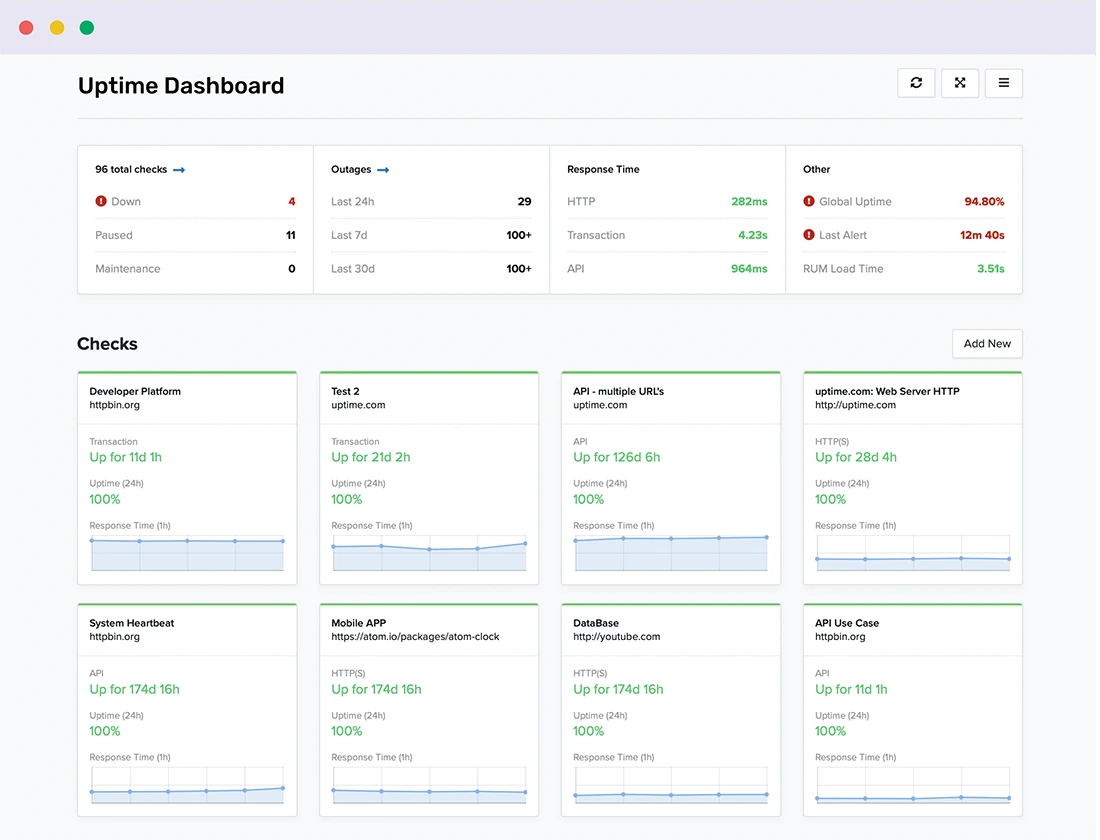 Uptime Dashboard
96 total checks
Down 4
Paused 11
Maintenance 0
Outages
Last 24h 29
Last 7d 100+
Last 30d 100+
Response Time
HTTP 282ms
Transaction 4.23s
API 964ms
Other
Global Uptime 94.80%
Last Alert 12m 40s
RUM Load Time 3.51s
Checks
Add New
Developer Platform
httpbin.org
Transaction
Up for 11d 1h
Uptime (24h)
100%
Response Time (1h)
Test 2
uptime.com
Transaction
Up for 21d 2h
Uptime (24h)
100%
Response Time (1h)
API - multiple URL's
uptime.com
API
Up for 126d 6h
Uptime (24h)
100%
Response Time (1h)
uptime.com: Web Server HTTP
http://uptime.com
HTTP(S)
Up for 28d 4h
Uptime (24h)
100%
Response Time (1h)
System Heartbeat
httpbin.org
API
Up for 174d 16h
Uptime (24h)
100%
Response Time (1h)
Mobile APP
https://atom.io/packages/atom-clock
HTTP(S)
Up for 174d 16h
Uptime (24h)
100%
Response Time (1h)
DataBase
http://youtube.com
HTTP(S)
Up for 174d 16h
Uptime (24h)
100%
Response Time (1h)
API Use Case
httpbin.org
API
Up for 11d 1h
Uptime (24h)
100%
Response Time (1h)